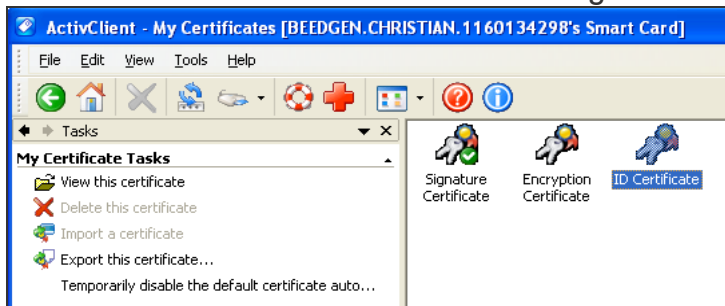 ActivClient - My Certificates [BEEDGEN.CHRISTIAN.1160134298's Smart Card]
File Edit View Tools Help
Tasks
My Certificate Tasks
View this certificate
Delete this certificate
Import a certificate
Export this certificate...
Temporarily disable the default certificate auto...
Signature Certificate
Encryption Certificate
ID Certificate